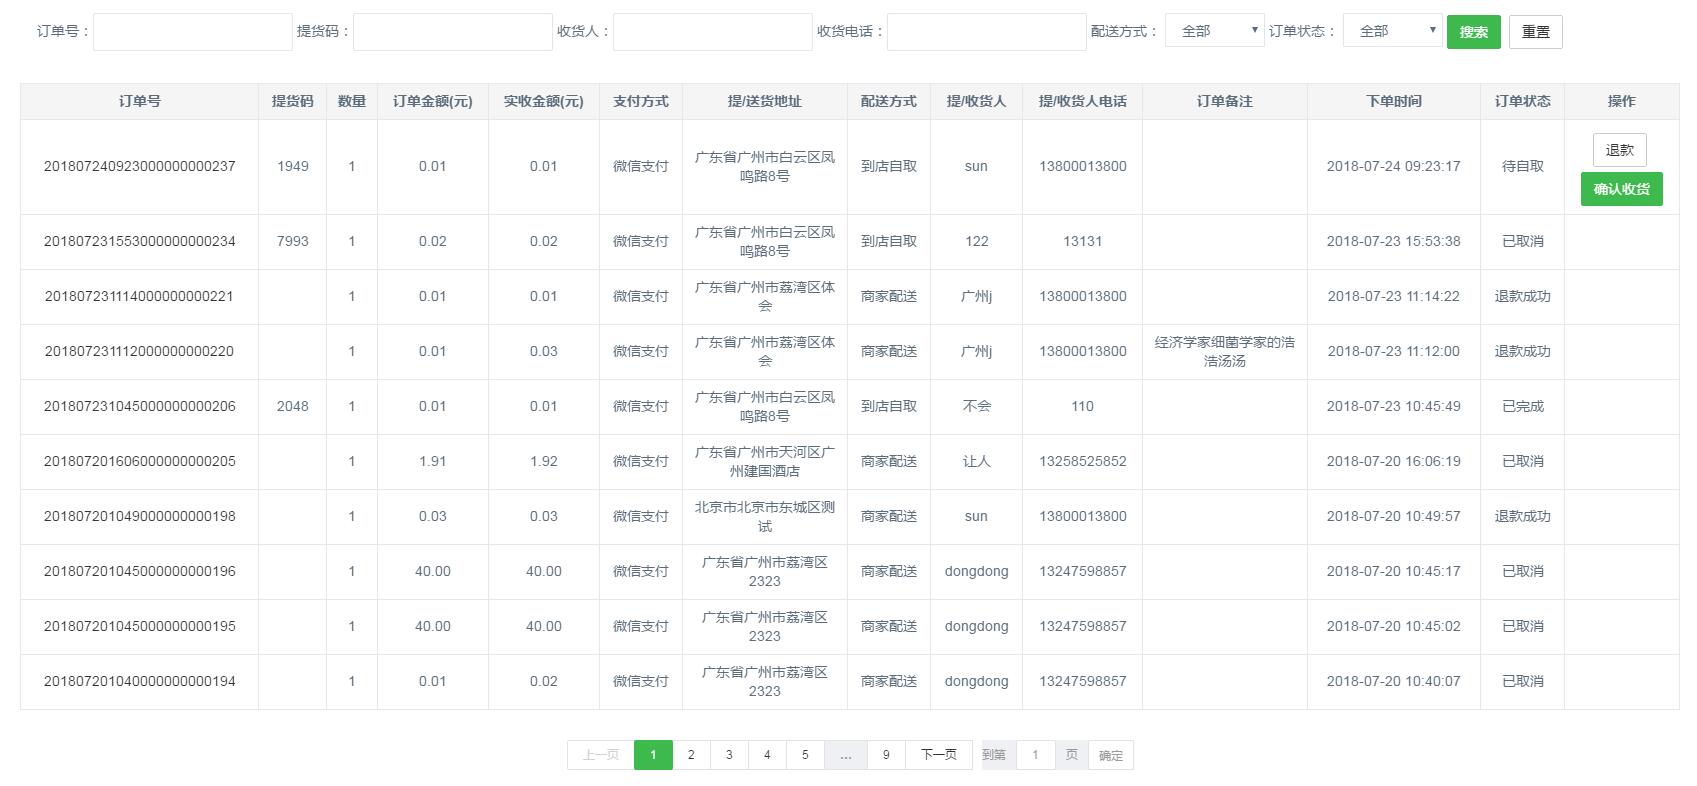 订单号： 提货码： 收货人： 收货电话： 配送方式： 全部 订单状态： 全部 搜索 重置
订单号 提货码 数量 订单金额(元) 实收金额(元) 支付方式 提/送货地址 配送方式 提/收货人 提/收货人电话 订单备注 下单时间 订单状态 操作
201807240923000000000237 1949 1 0.01 0.01 微信支付 广东省广州市白云区凤 到店自取 sun 13800013800 2018-07-24 09:23:17 待自取 退款
鸣路8号 确认收货
201807231553000000000234 7993 1 0.02 0.02 微信支付 广东省广州市白云区凤 到店自取 122 13131 2018-07-23 15:53:38 已取消
鸣路8号
201807231114000000000221 1 0.01 0.01 微信支付 广东省广州市荔湾区体 商家配送 广州j 13800013800 2018-07-23 11:14:22 退款成功
会
201807231112000000000220 1 0.01 0.03 微信支付 广东省广州市荔湾区体 商家配送 广州j 13800013800 经济学家细菌学家的浩 2018-07-23 11:12:00 退款成功
会 浩汤汤
201807231045000000000206 2048 1 0.01 0.01 微信支付 广东省广州市白云区凤 到店自取 不会 110 2018-07-23 10:45:49 已完成
鸣路8号
201807201606000000000205 1 1.91 1.92 微信支付 广东省广州市天河区广 商家配送 让人 13258525852 2018-07-20 16:06:19 已取消
州建国酒店
201807201049000000000198 1 0.03 0.03 微信支付 北京市北京市东城区测 商家配送 sun 13800013800 2018-07-20 10:49:57 退款成功
试
201807201045000000000196 1 40.00 40.00 微信支付 广东省广州市荔湾区 商家配送 dongdong 13247598857 2018-07-20 10:45:17 已取消
2323
201807201045000000000195 1 40.00 40.00 微信支付 广东省广州市荔湾区 商家配送 dongdong 13247598857 2018-07-20 10:45:02 已取消
2323
201807201040000000000194 1 0.01 0.02 微信支付 广东省广州市荔湾区 商家配送 dongdong 13247598857 2018-07-20 10:40:07 已取消
2323
上一页 1 2 3 4 5 ... 9 下一页 到第 1 页 确定